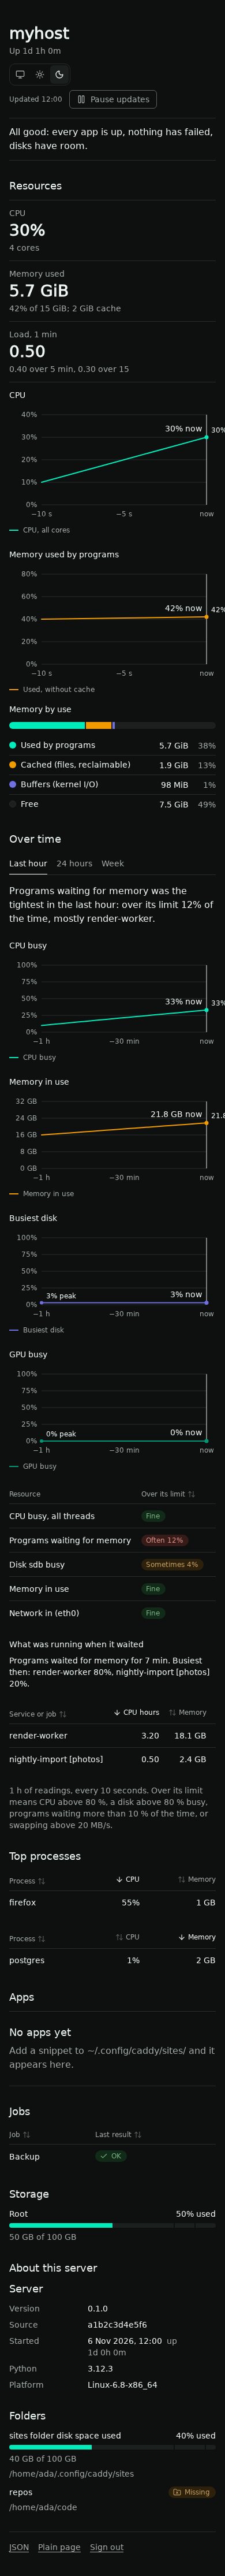 myhost
Up 1d 1h 0m
Updated 12:00 Pause updates
All good: every app is up, nothing has failed,
disks have room.
Resources
CPU
30%
4 cores
Memory used
5.7 GiB
42% of 15 GiB; 2 GiB cache
Load, 1 min
0.50
0.40 over 5 min, 0.30 over 15
CPU
40%
30% now 30%
30%
20%
10%
0%
−10 s −5 s now
CPU, all cores
Memory used by programs
80%
60%
42% now 42%
40%
20%
0%
−10 s −5 s now
Used, without cache
Memory by use
Used by programs 5.7 GiB 38%
Cached (files, reclaimable) 1.9 GiB 13%
Buffers (kernel I/O) 98 MiB 1%
Free 7.5 GiB 49%
Over time
Last hour 24 hours Week
Programs waiting for memory was the
tightest in the last hour: over its limit 12% of
the time, mostly render-worker.
CPU busy
100%
75%
50%
33% now 33%
25%
0%
−1 h −30 min now
CPU busy
Memory in use
32 GB
24 GB
21.8 GB now 21.8
16 GB
8 GB
0 GB
−1 h −30 min now
Memory in use
Busiest disk
100%
75%
50%
25%
3% peak 3% now
0%
−1 h −30 min now
Busiest disk
GPU busy
100%
75%
50%
25%
0% peak 0% now
0%
−1 h −30 min now
GPU busy
Resource Over its limit
CPU busy, all threads Fine
Programs waiting for memory Often 12%
Disk sdb busy Sometimes 4%
Memory in use Fine
Network in (eth0) Fine
What was running when it waited
Programs waited for memory for 7 min. Busiest
then: render-worker 80%, nightly-import [photos]
20%.
Service or job CPU hours Memory
render-worker 3.20 18.1 GB
nightly-import [photos] 0.50 2.4 GB
1 h of readings, every 10 seconds. Over its limit
means CPU above 80 %, a disk above 80 % busy,
programs waiting more than 10 % of the time, or
swapping above 20 MB/s.
Top processes
Process CPU Memory
firefox 55% 1 GB
Process CPU Memory
postgres 1% 2 GB
Apps
No apps yet
Add a snippet to ~/.config/caddy/sites/ and it
appears here.
Jobs
Job Last result
Backup OK
Storage
Root 50% used
50 GB of 100 GB
About this server
Server
Version 0.1.0
Source a1b2c3d4e5f6
Started 6 Nov 2026, 12:00 up
1d 0h 0m
Python 3.12.3
Platform Linux-6.8-x86_64
Folders
sites folder disk space used 40% used
40 GB of 100 GB
/home/ada/.config/caddy/sites
repos Missing
/home/ada/code
JSON Plain page Sign out